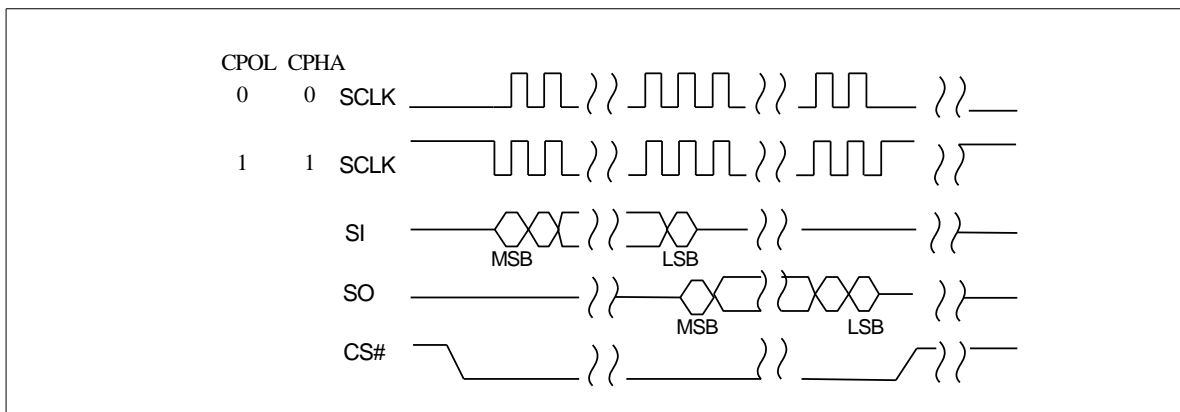 CPOL CPHA
0 0 SCLK
1 1 SCLK
SI
MSB LSB
SO
MSB LSB
CS#